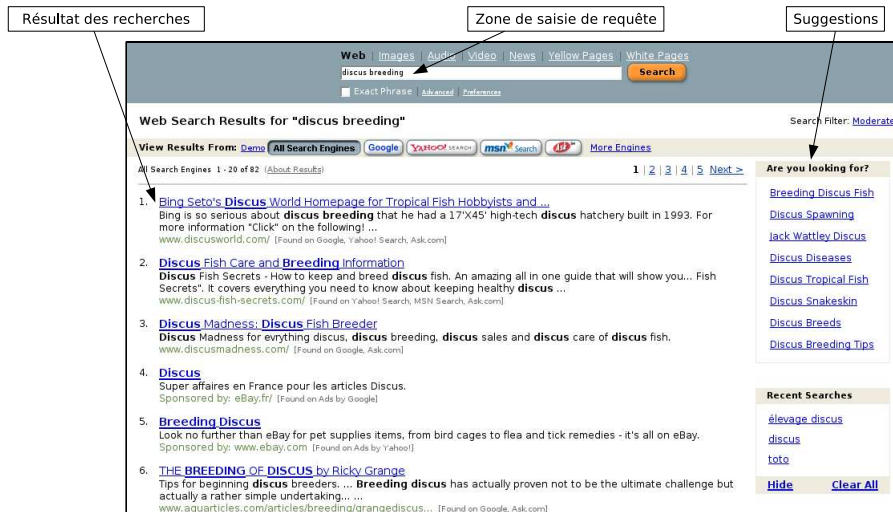 Résultat des recherches
Zone de saisie de requête
Suggestions
Web | Images | Audio | Video | News | Yellow Pages | White Pages
discus breeding
Search
Exact Phrase | Advanced | Preferences
Web Search Results for "discus breeding"
Search Filter: Moderate
View Results From: Demo All Search Engines Google YAHOO! SEARCH msn Search Ask More Engines
All Search Engines 1 - 20 of 82 (About Results)
1 | 2 | 3 | 4 | 5 Next >
1. Bing Seto's Discus World Homepage for Tropical Fish Hobbyists and ...
Bing is so serious about discus breeding that he had a 17'X45' high-tech discus hatchery built in 1993. For
more information "Click" on the following! ...
www.discusworld.com/ [Found on Google, Yahoo! Search, Ask.com]
2. Discus Fish Care and Breeding Information
Discus Fish Secrets - How to keep and breed discus fish. An amazing all in one guide that will show you... Fish
Secrets". It covers everything you need to know about keeping healthy discus ...
www.discus-fish-secrets.com/ [Found on Yahoo! Search, MSN Search, Ask.com]
3. Discus Madness: Discus Fish Breeder
Discus Madness for evrything discus, discus breeding, discus sales and discus care of discus fish.
www.discusmadness.com/ [Found on Google, Ask.com]
4. Discus
Super affaires en France pour les articles Discus.
Sponsored by: eBay.fr/ [Found on Ads by Google]
5. Breeding Discus
Look no further than eBay for pet supplies items, from bird cages to flea and tick remedies - it's all on eBay.
Sponsored by: www.ebay.com [Found on Ads by Yahoo!]
6. THE BREEDING OF DISCUS by Ricky Grange
Tips for beginning discus breeders. ... Breeding discus has actually proven not to be the ultimate challenge but
actually a rather simple undertaking... ...
www.aquarticles.com/articles/breeding/grangediscus... [Found on Google, Ask.com]
Are you looking for?
Breeding Discus Fish
Discus Spawning
Jack Wattley Discus
Discus Diseases
Discus Tropical Fish
Discus Snakeskin
Discus Breeds
Discus Breeding Tips
Recent Searches
élevage discus
discus
toto
Hide Clear All